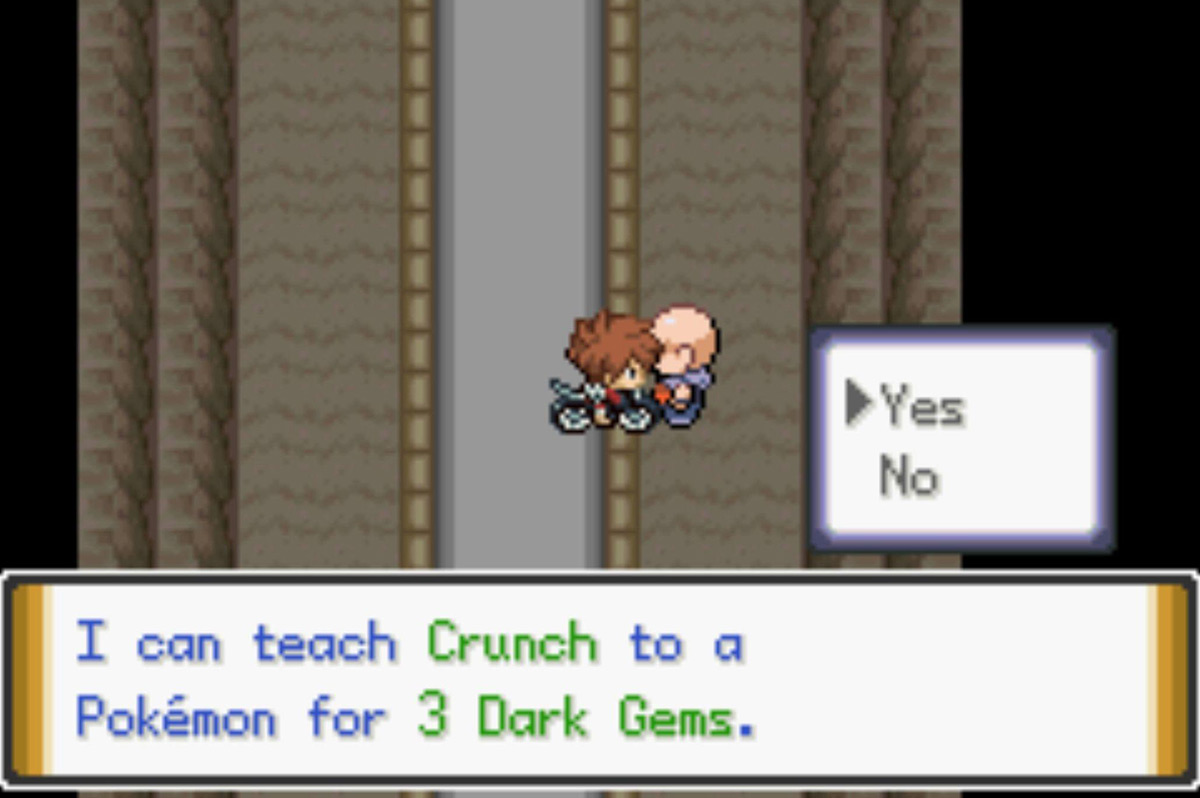 Yes
No
I can teach Crunch to a
Pokémon for 3 Dark Gems.